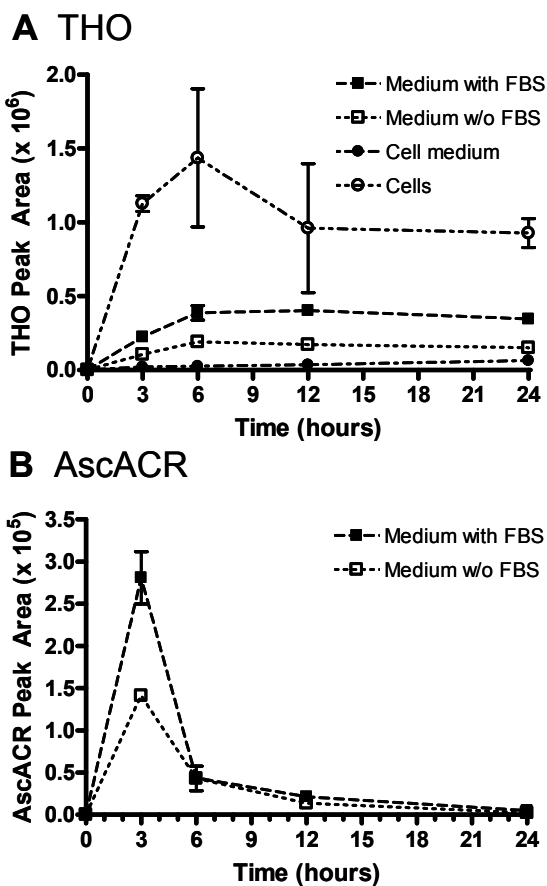 A THO
THO Peak Area (x 10⁶)
2.0
1.5
1.0
0.5
0.0
Medium with FBS
Medium w/o FBS
Cell medium
Cells
0 3 6 9 12 15 18 21 24
Time (hours)
B AscACR
AscACR Peak Area (x 10⁵)
3.5
3.0
2.5
2.0
1.5
1.0
0.5
0.0
Medium with FBS
Medium w/o FBS
0 3 6 9 12 15 18 21 24
Time (hours)